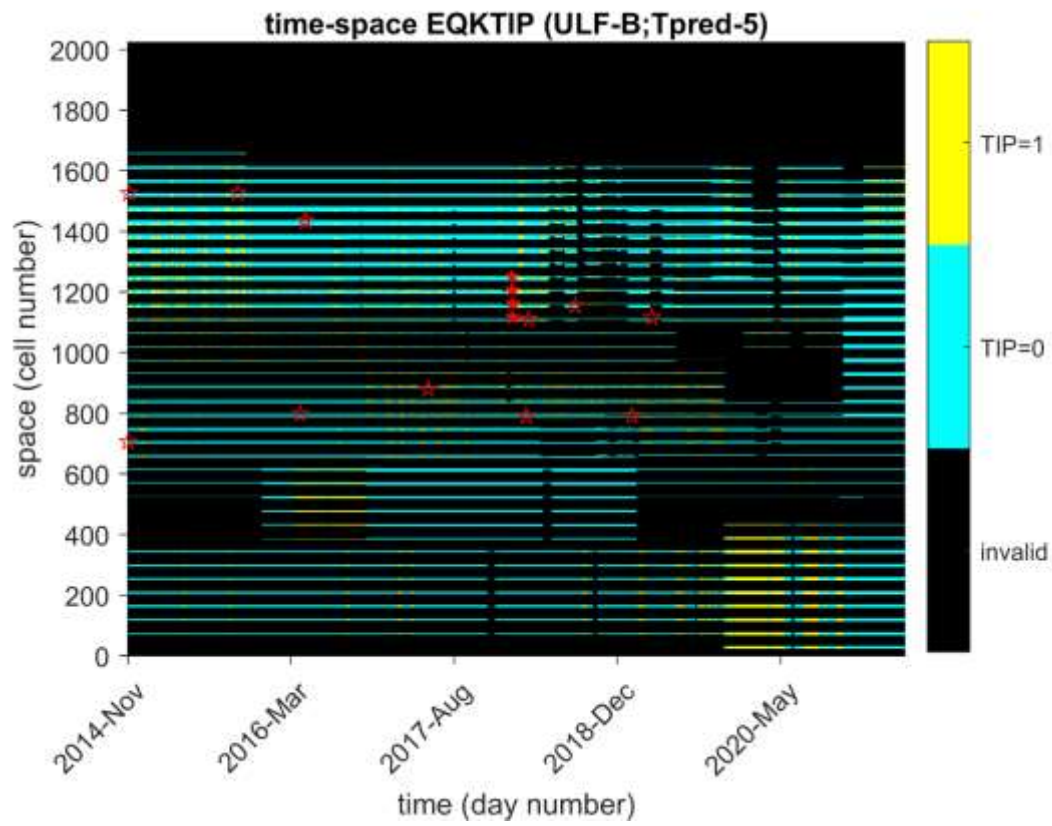 time-space EQKTIP (ULF-B;Tpred-5)
2000
1800
1600
1400
1200
1000
800
600
400
200
0
space (cell number)
2014-Nov
2016-Mar
2017-Aug
2018-Dec
2020-May
time (day number)
TIP=1
TIP=0
invalid